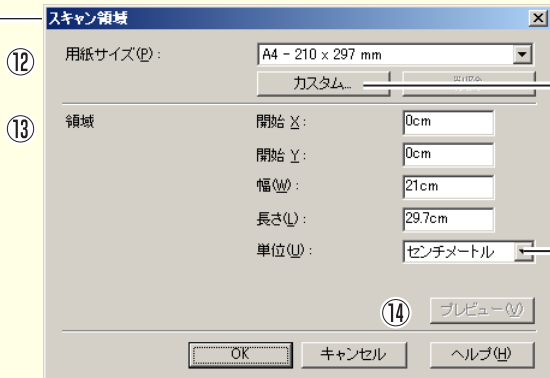 スキャン領域
⑫ 用紙サイズ(P): A4 - 210 x 297 mm
カスタム... 削除
⑬ 領域 開始 X: 0cm
開始 Y: 0cm
幅(W): 21cm
長さ(L): 29.7cm
単位(U): センチメートル
⑭ プレビュー(V)
OK キャンセル ヘルプ(H)